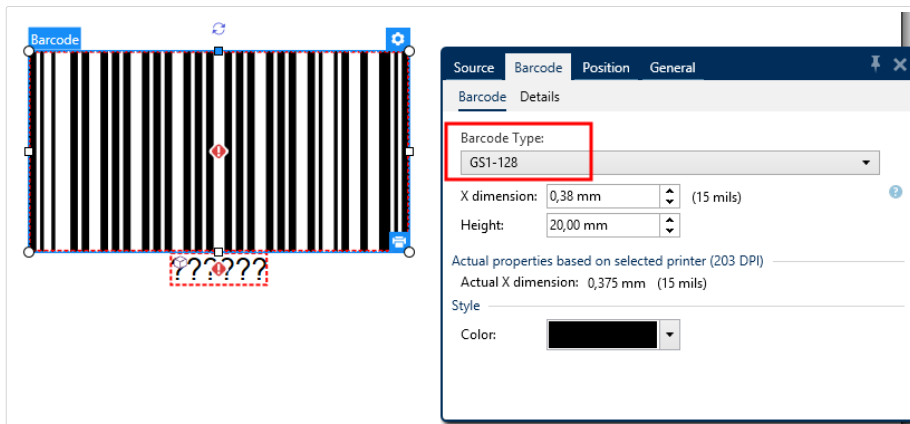 Barcode
??????
Source Barcode Position General
Barcode Details
Barcode Type:
GS1-128
X dimension: 0,38 mm (15 mils)
Height: 20,00 mm
Actual properties based on selected printer (203 DPI)
Actual X dimension: 0,375 mm (15 mils)
Style
Color: